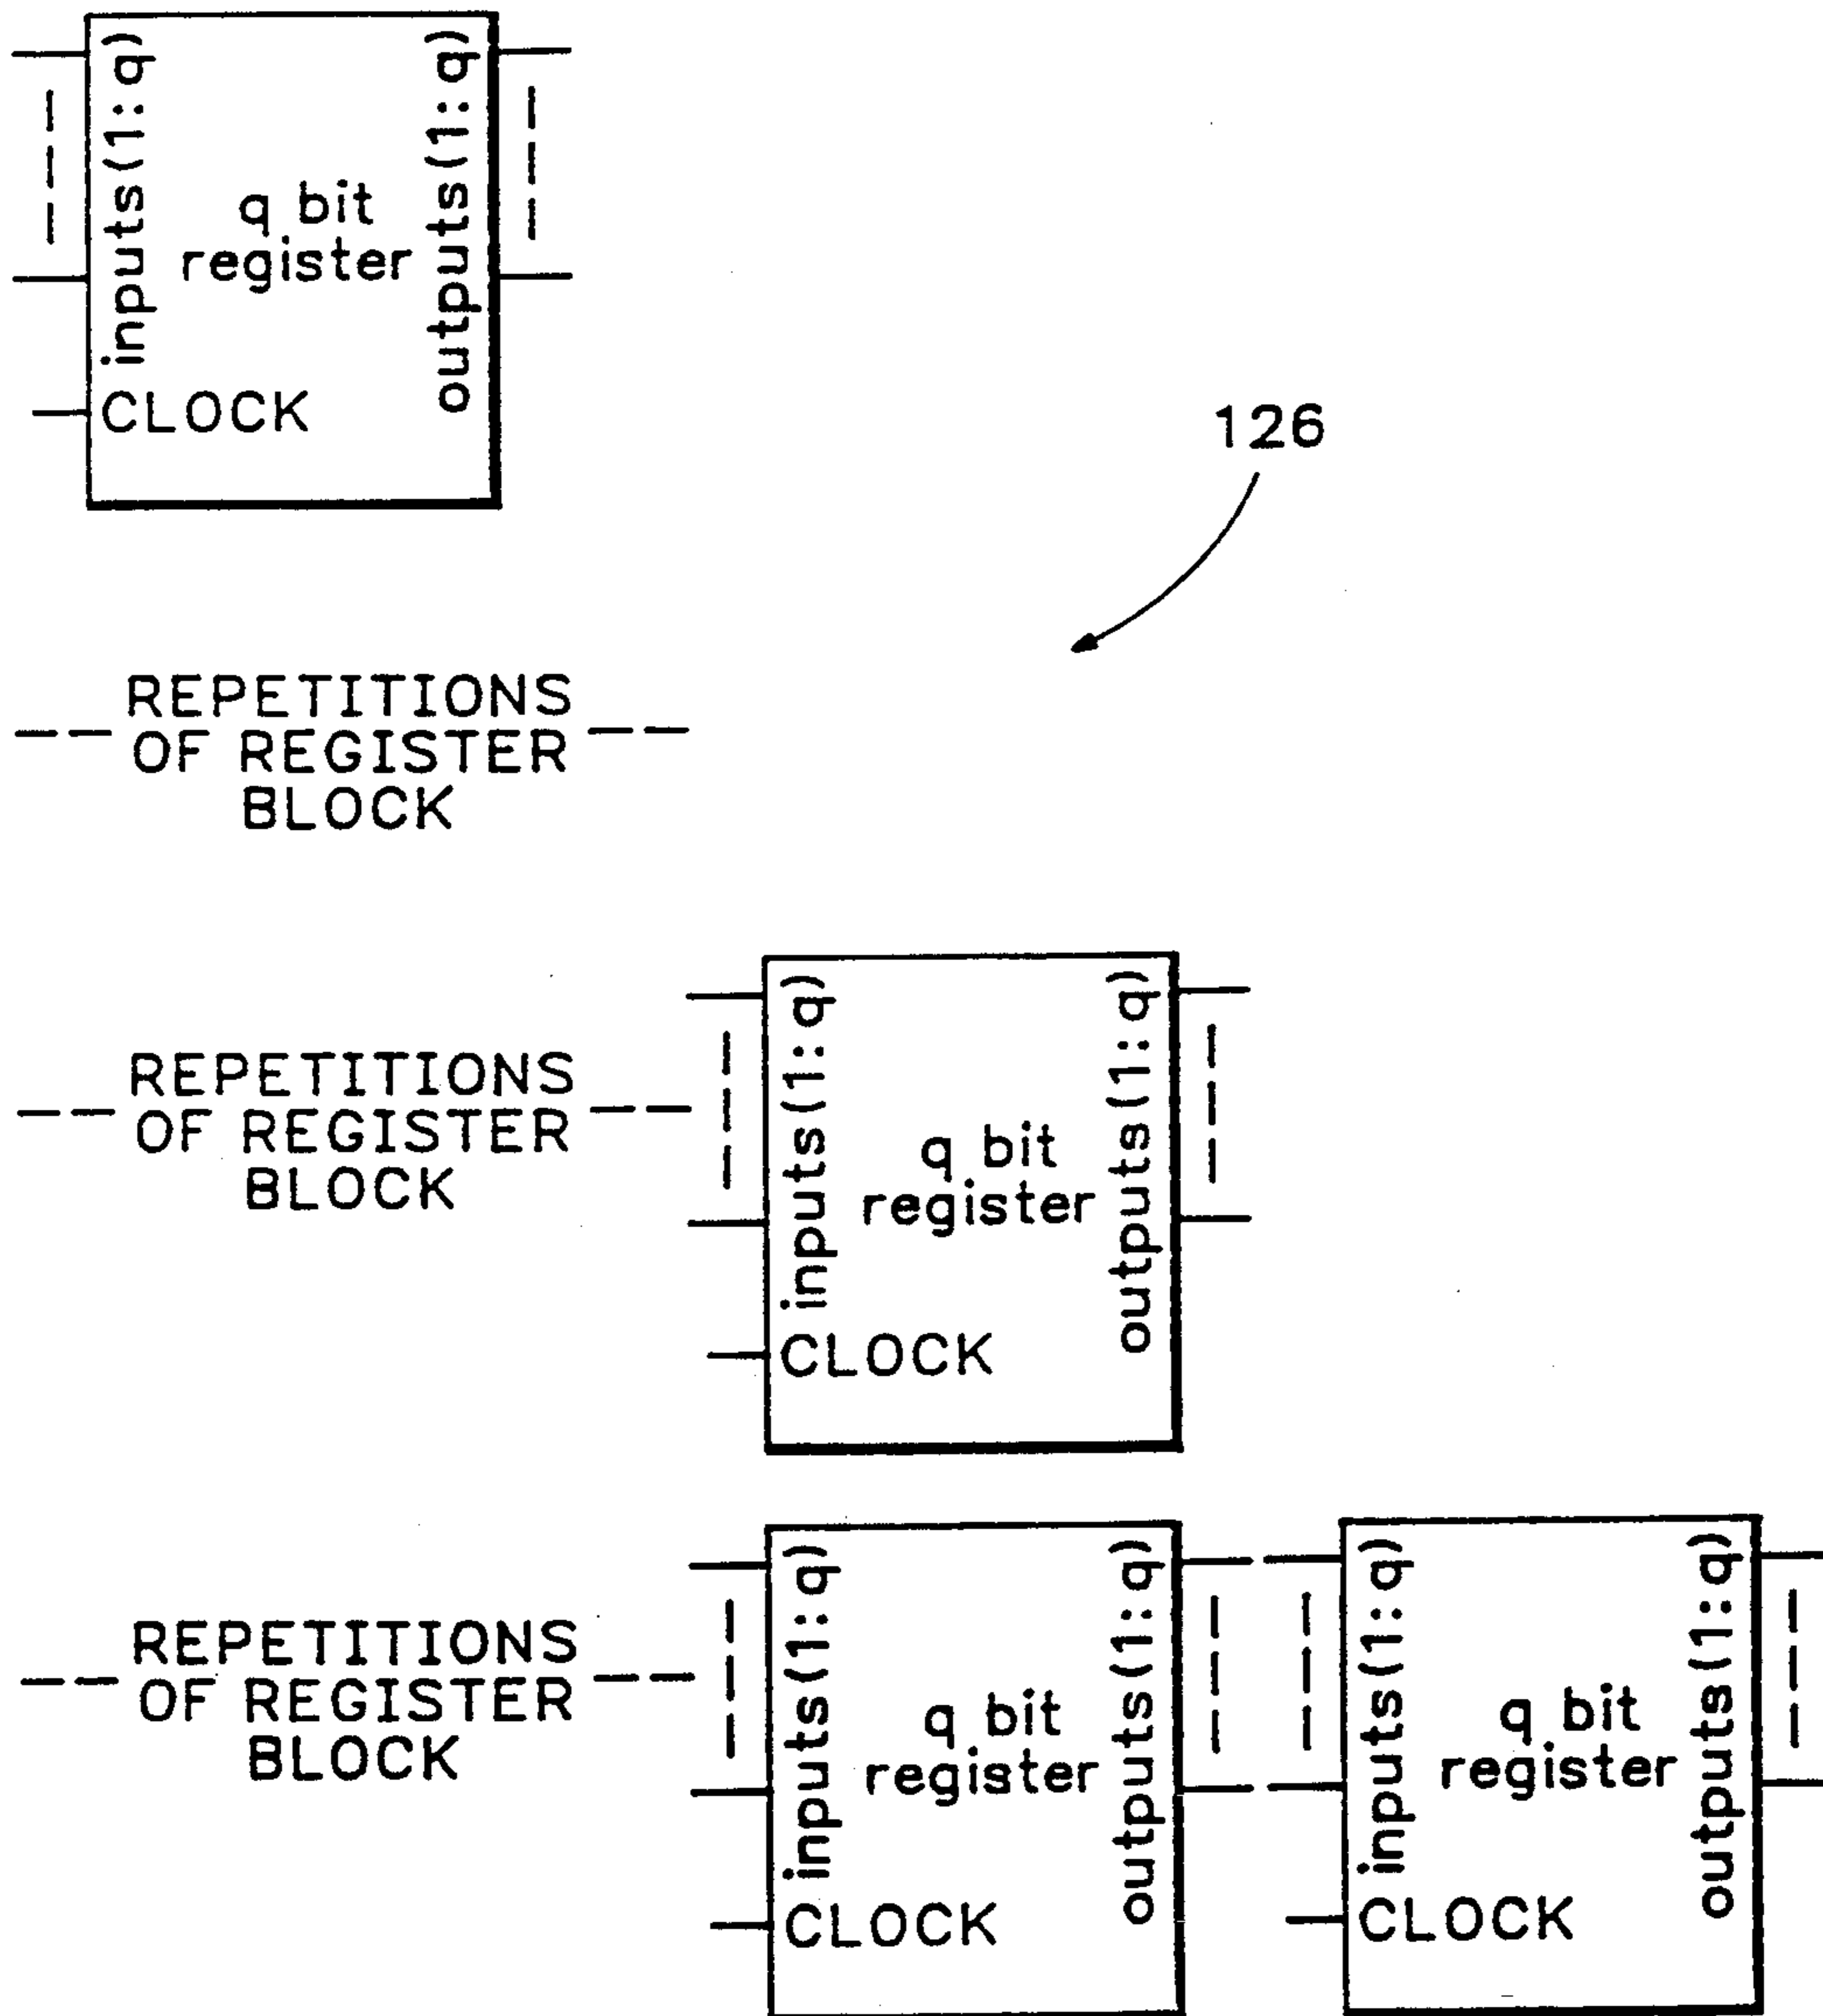 inputs(1:q)
q bit
register
outputs(1:q)
CLOCK
126
REPETITIONS
OF REGISTER
BLOCK
REPETITIONS
OF REGISTER
BLOCK
inputs(1:q)
q bit
register
outputs(1:q)
CLOCK
REPETITIONS
OF REGISTER
BLOCK
inputs(1:q)
q bit
register
outputs(1:q)
CLOCK
inputs(1:q)
q bit
register
outputs(1:q)
CLOCK